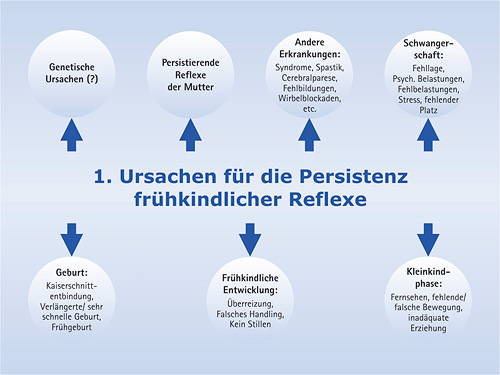 Genetische
Ursachen (?)
Persistierende
Reflexe
der Mutter
Andere
Erkrankungen:
Syndrome, Spastik,
Cerebralparese,
Fehlbildungen,
Wirbelblockaden,
etc.
Schwanger-
schaft:
Fehllage,
Psych. Belastungen,
Fehlbelastungen,
Stress, fehlender
Platz
1. Ursachen für die Persistenz
frühkindlicher Reflexe
Geburt:
Kaiserschnitt-
entbindung,
Verlängerte/ sehr
schnelle Geburt,
Frühgeburt
Frühkindliche
Entwicklung:
Überreizung,
Falsches Handling,
Kein Stillen
Kleinkind-
phase:
Fernsehen, fehlende/
falsche Bewegung,
inadäquate
Erziehung